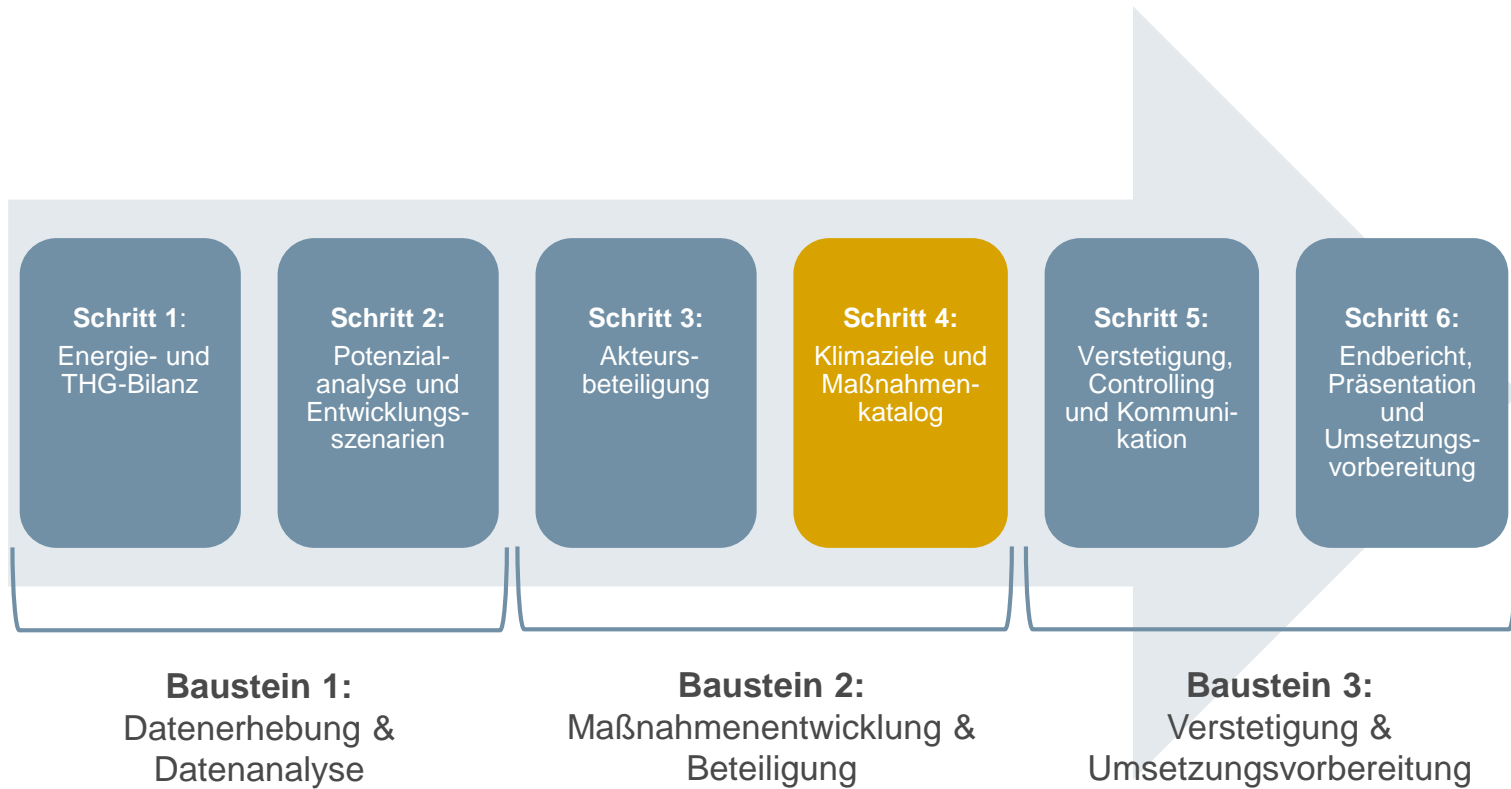 Schritt 1:
Energie- und
THG-Bilanz
Schritt 2:
Potenzial-
analyse und
Entwicklungs-
szenarien
Schritt 3:
Akteurs-
beteiligung
Schritt 4:
Klimaziele und
Maßnahmen-
katalog
Schritt 5:
Verstetigung,
Controlling
und Kommuni-
kation
Schritt 6:
Endbericht,
Präsentation
und
Umsetzungs-
vorbereitung
Baustein 1:
Datenerhebung &
Datenanalyse
Baustein 2:
Maßnahmenentwicklung &
Beteiligung
Baustein 3:
Verstetigung &
Umsetzungsvorbereitung